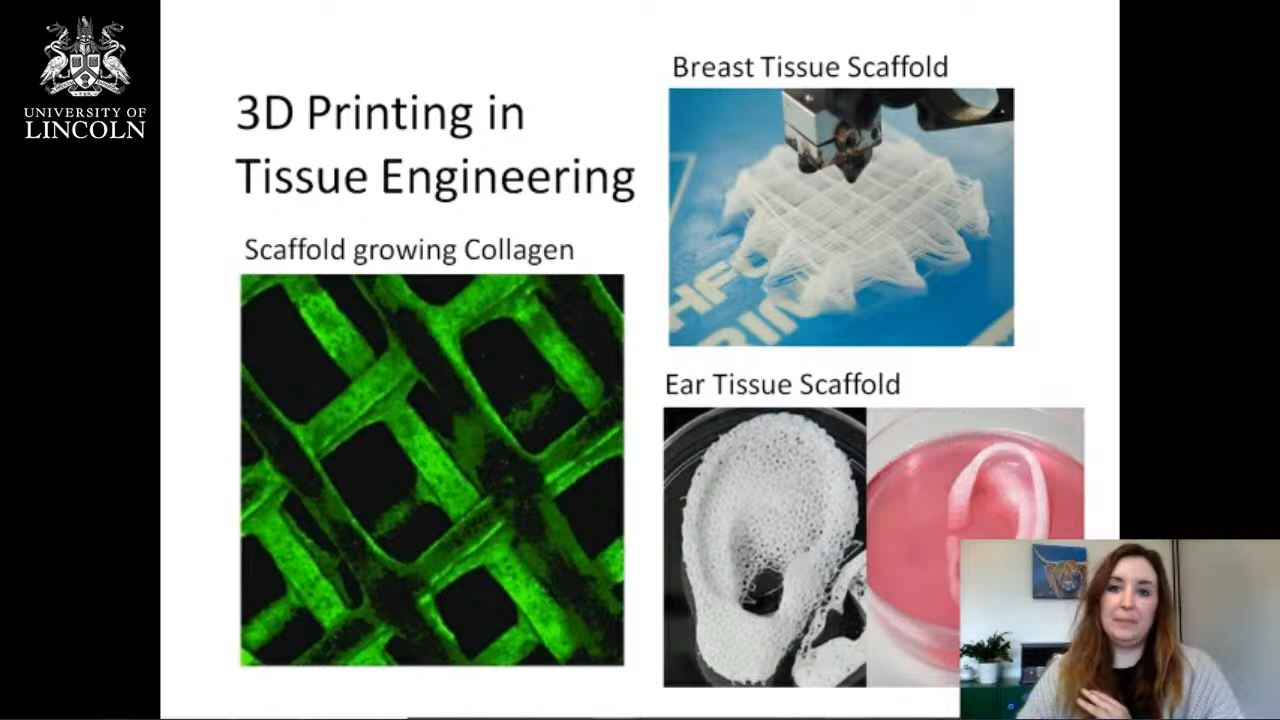 UNIVERSITY OF
LINCOLN
3D Printing in
Tissue Engineering
Scaffold growing Collagen
Breast Tissue Scaffold
Ear Tissue Scaffold